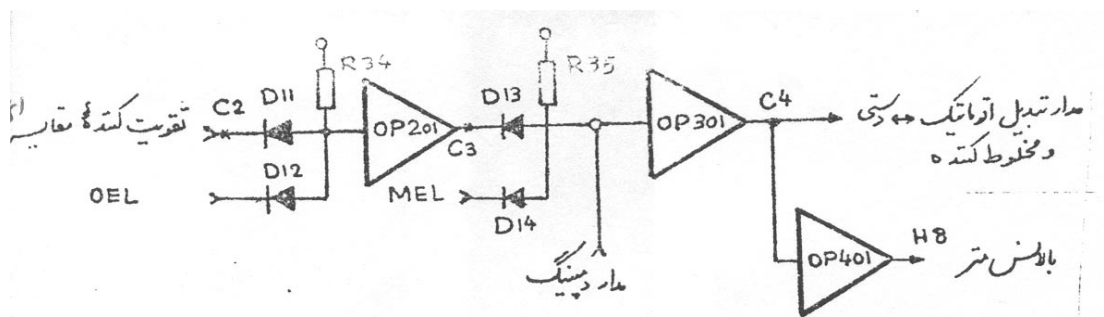 R34
R35
تقویت کنندهٔ مقایسه
C2
D11
OP201
C3
D13
OP301
C4
مدار تبدیل اتوماتیک ↔ دستی
و مخلوط کننده
OEL
D12
MEL
D14
مدار دمپینگ
OP401
H8
بالانس متر